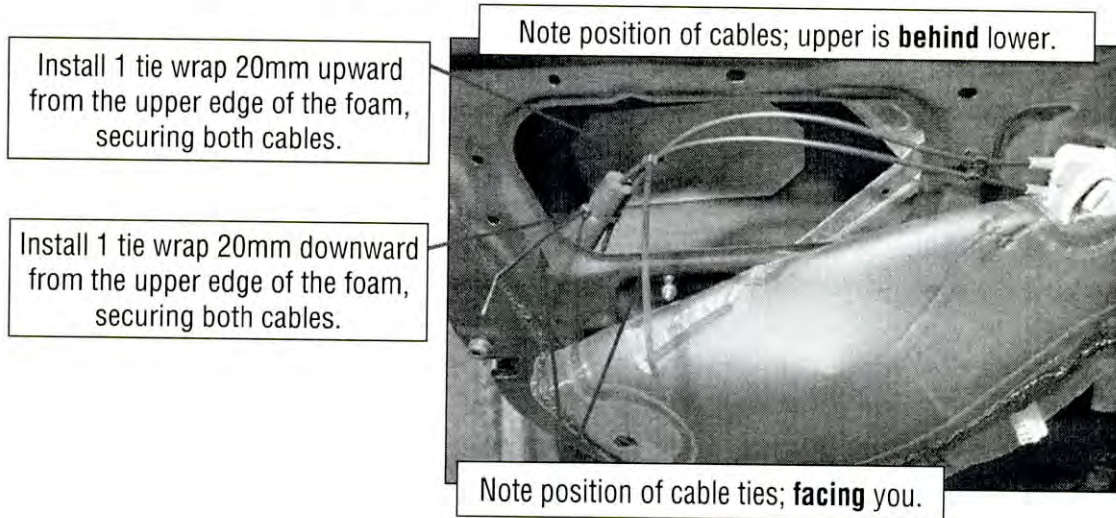 Note position of cables; upper is behind lower.
Install 1 tie wrap 20mm upward
from the upper edge of the foam,
securing both cables.
Install 1 tie wrap 20mm downward
from the upper edge of the foam,
securing both cables.
Note position of cable ties; facing you.